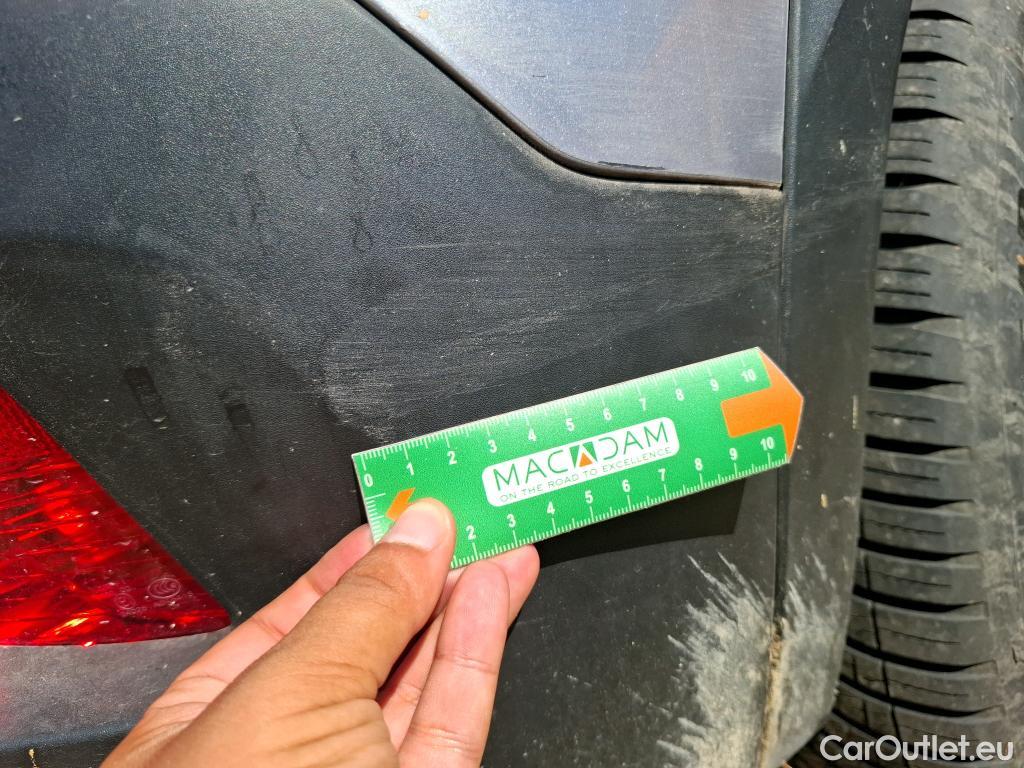 0 1 2 3 4 5 6 7 8 9 10
MACADAM
ON THE ROAD TO EXCELLENCE
2 3 4 5 6 7 8 9 10
CarOutlet.eu